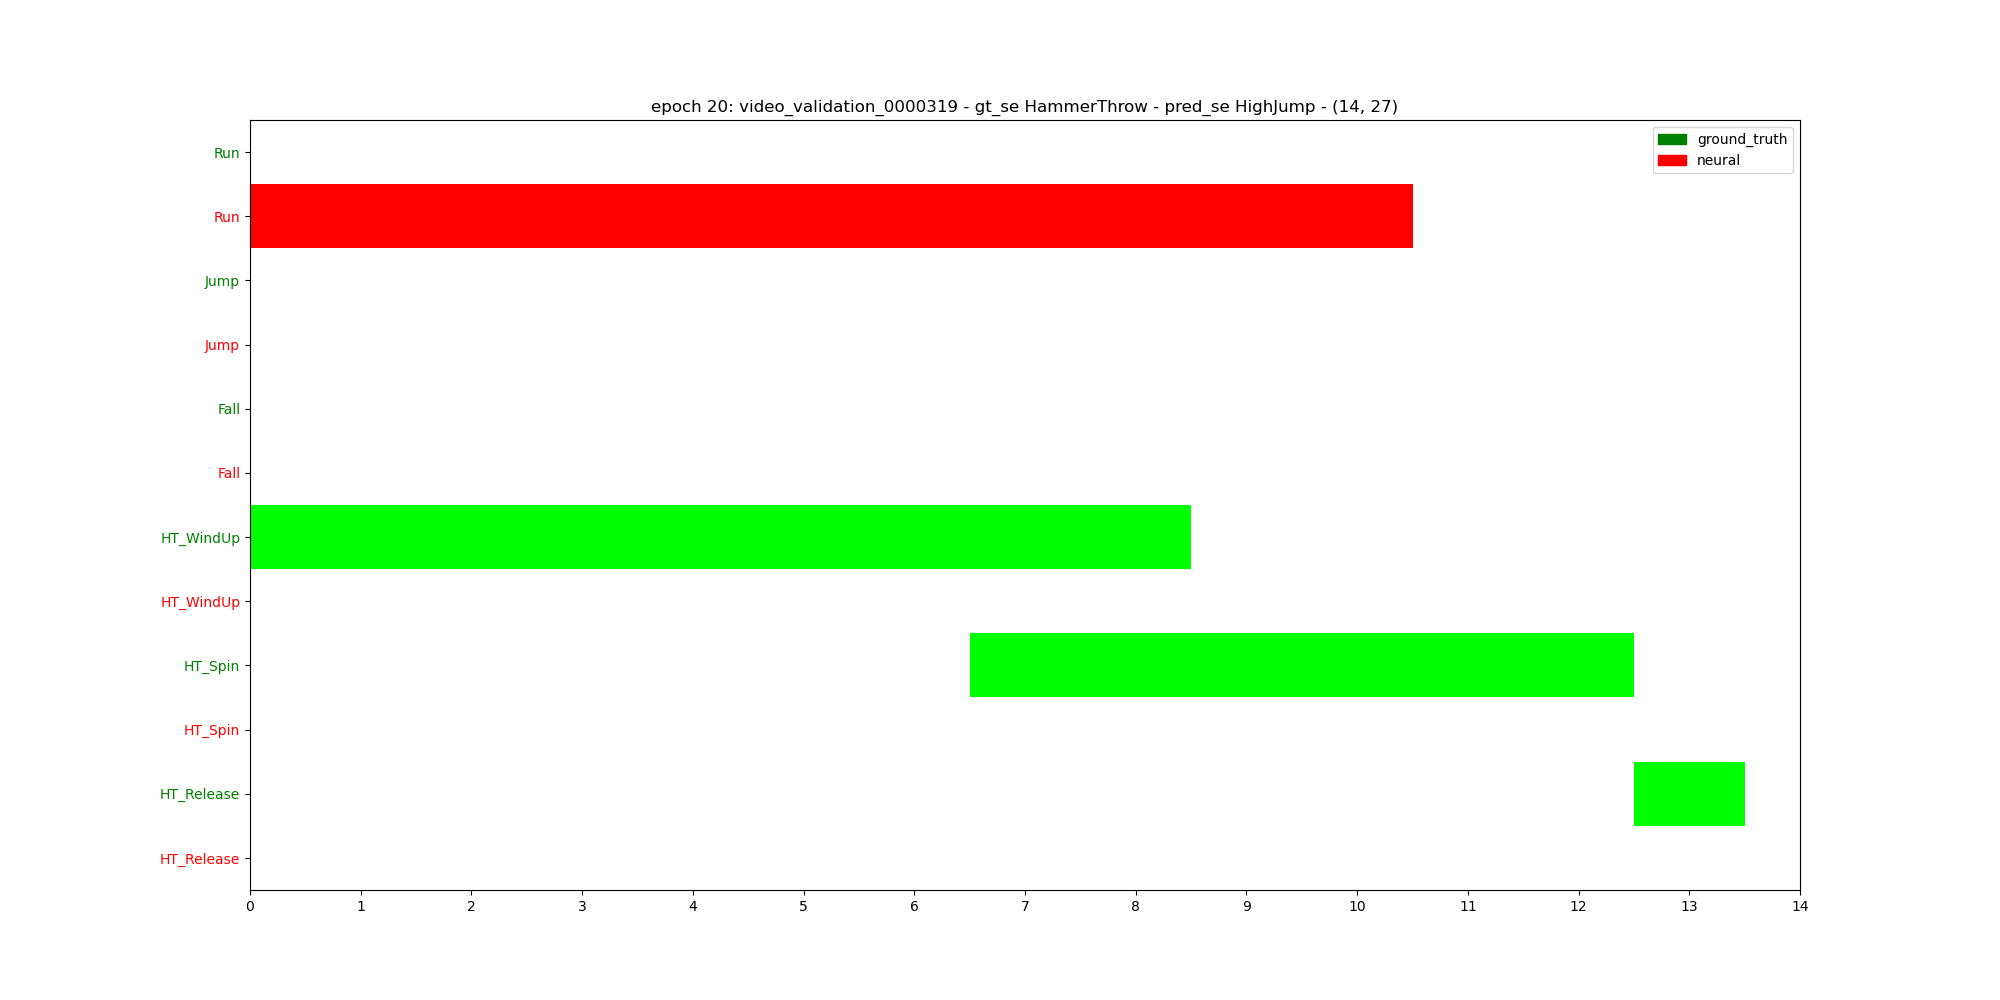 epoch 20: video_validation_0000319 - gt_se HammerThrow - pred_se HighJump - (14, 27)
ground_truth
neural
Run
Run
Jump
Jump
Fall
Fall
HT_WindUp
HT_WindUp
HT_Spin
HT_Spin
HT_Release
HT_Release
0 1 2 3 4 5 6 7 8 9 10 11 12 13 14